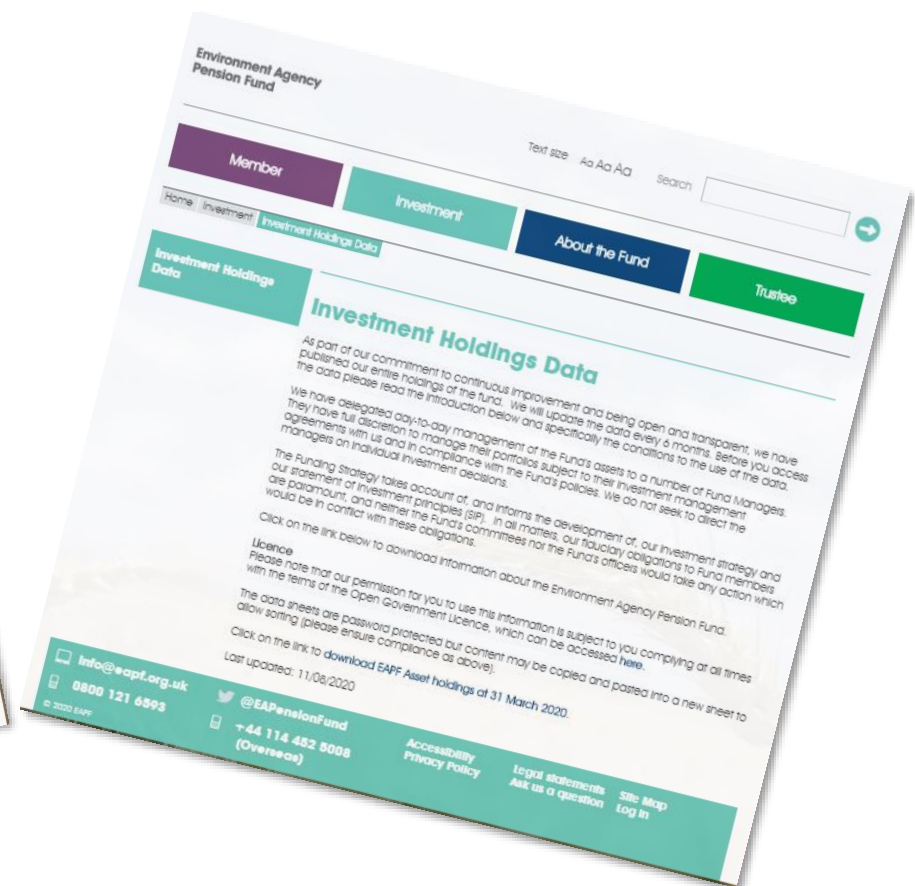 Environment Agency
Pension Fund
Text size Aa Aa Aa Search
Member
Investment
About the Fund
Trustee
Home Investment Investment Holdings Data
Investment Holdings
Data
Investment Holdings Data
As part of our commitment to continuous improvement and being open and transparent, we have
published our entire holdings of the fund. We will update the data every 6 months. Before you access
the data please read the introduction below and specifically the conditions to the use of the data.
We have delegated day-to-day management of the Fund's assets to a number of Fund Managers.
They have full discretion to manage their portfolios subject to their investment management
agreements with us and in compliance with the Fund's policies. We do not seek to direct the
managers on individual investment decisions.
The Funding Strategy takes account of, and informs the development of, our investment strategy and
our statement of investment principles (SIP). In all matters, our fiduciary obligations to Fund members
are paramount, and neither the Fund's committees nor the Fund's officers would take any action which
would be in conflict with these obligations.
Click on the link below to download information about the Environment Agency Pension Fund.
Licence
Please note that our permission for you to use this information is subject to you complying at all times
with the terms of the Open Government Licence, which can be accessed here.
The data sheets are password protected but content may be copied and pasted into a new sheet to
allow sorting (please ensure compliance as above).
Click on the link to download EAPF Asset holdings at 31 March 2020.
Last updated: 11/08/2020
info@eapf.org.uk
0800 121 6593
© 2020 EAPF
@EAPensionFund
+44 114 452 5008
(Overseas)
Accessibility
Privacy Policy
Legal statements
Ask us a question
Site Map
Log in